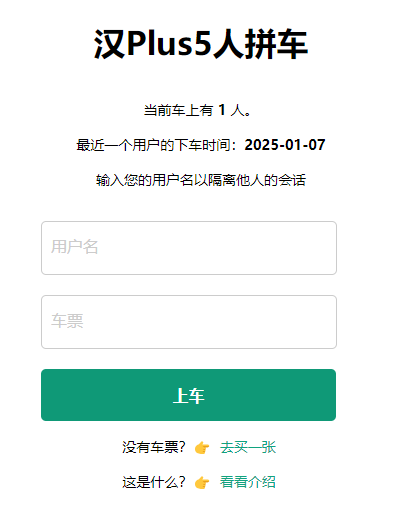 汉Plus5人拼车
当前车上有 1 人。
最近一个用户的下车时间：2025-01-07
输入您的用户名以隔离他人的会话
用户名
车票
上车
没有车票？👉 去买一张
这是什么？👉 看看介绍